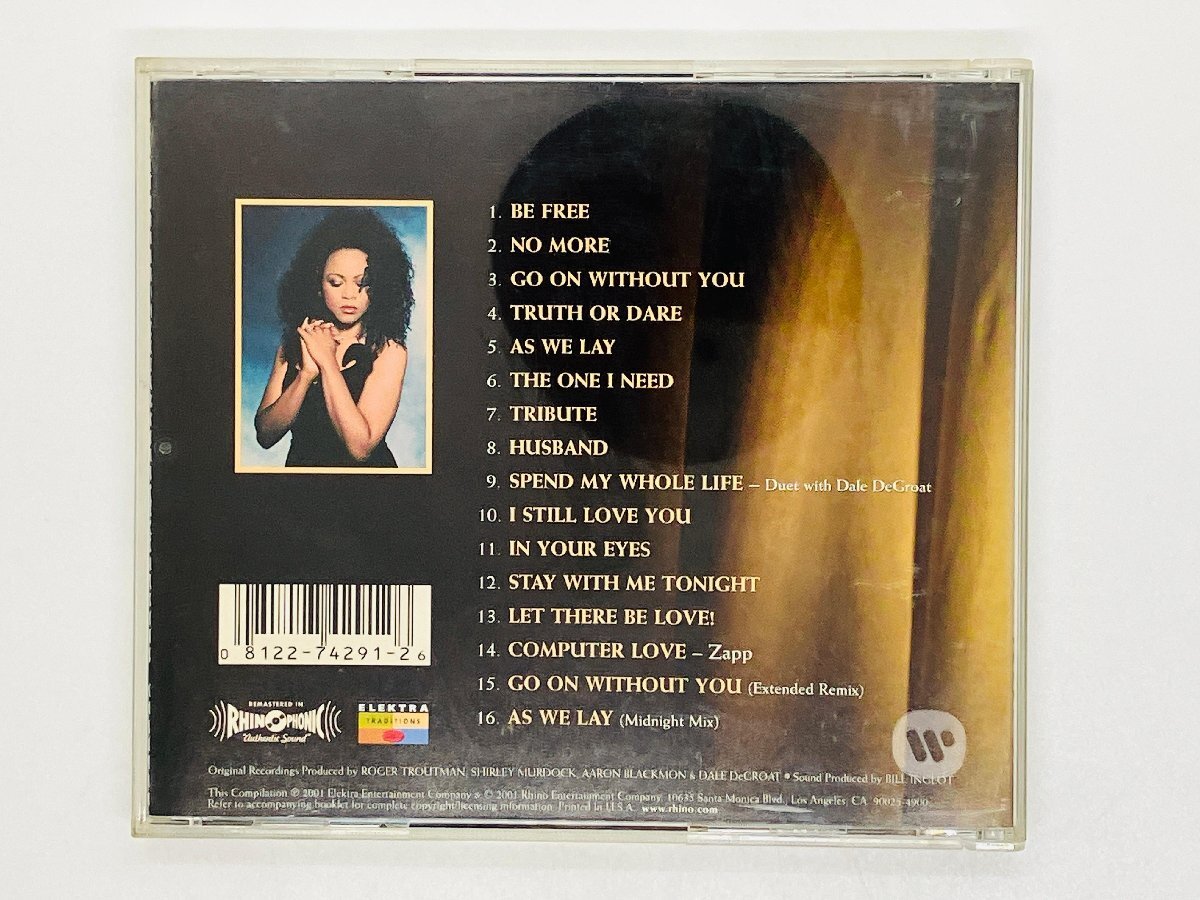 1. BE FREE
2. NO MORE
3. GO ON WITHOUT YOU
4. TRUTH OR DARE
5. AS WE LAY
6. THE ONE I NEED
7. TRIBUTE
8. HUSBAND
9. SPEND MY WHOLE LIFE – Duet with Dale DeGroat
10. I STILL LOVE YOU
11. IN YOUR EYES
12. STAY WITH ME TONIGHT
13. LET THERE BE LOVE!
14. COMPUTER LOVE – Zapp
15. GO ON WITHOUT YOU (Extended Remix)
16. AS WE LAY (Midnight Mix)
0 8122-74291-2 6
REMASTERED IN
RHINOPHONIC
"Authentic Sound"
ELEKTRA
TRADITIONS
Original Recordings Produced by ROGER TROUTMAN, SHIRLEY MURDOCK, AARON BLACKMON & DALE DeGROAT • Sound Produced by BILL INGLOT
This Compilation ℗ 2001 Elektra Entertainment Company & © 2001 Rhino Entertainment Company, 10635 Santa Monica Blvd., Los Angeles, CA 90025-4900.
Refer to accompanying booklet for complete copyright/licensing information. Printed in U.S.A. www.rhino.com